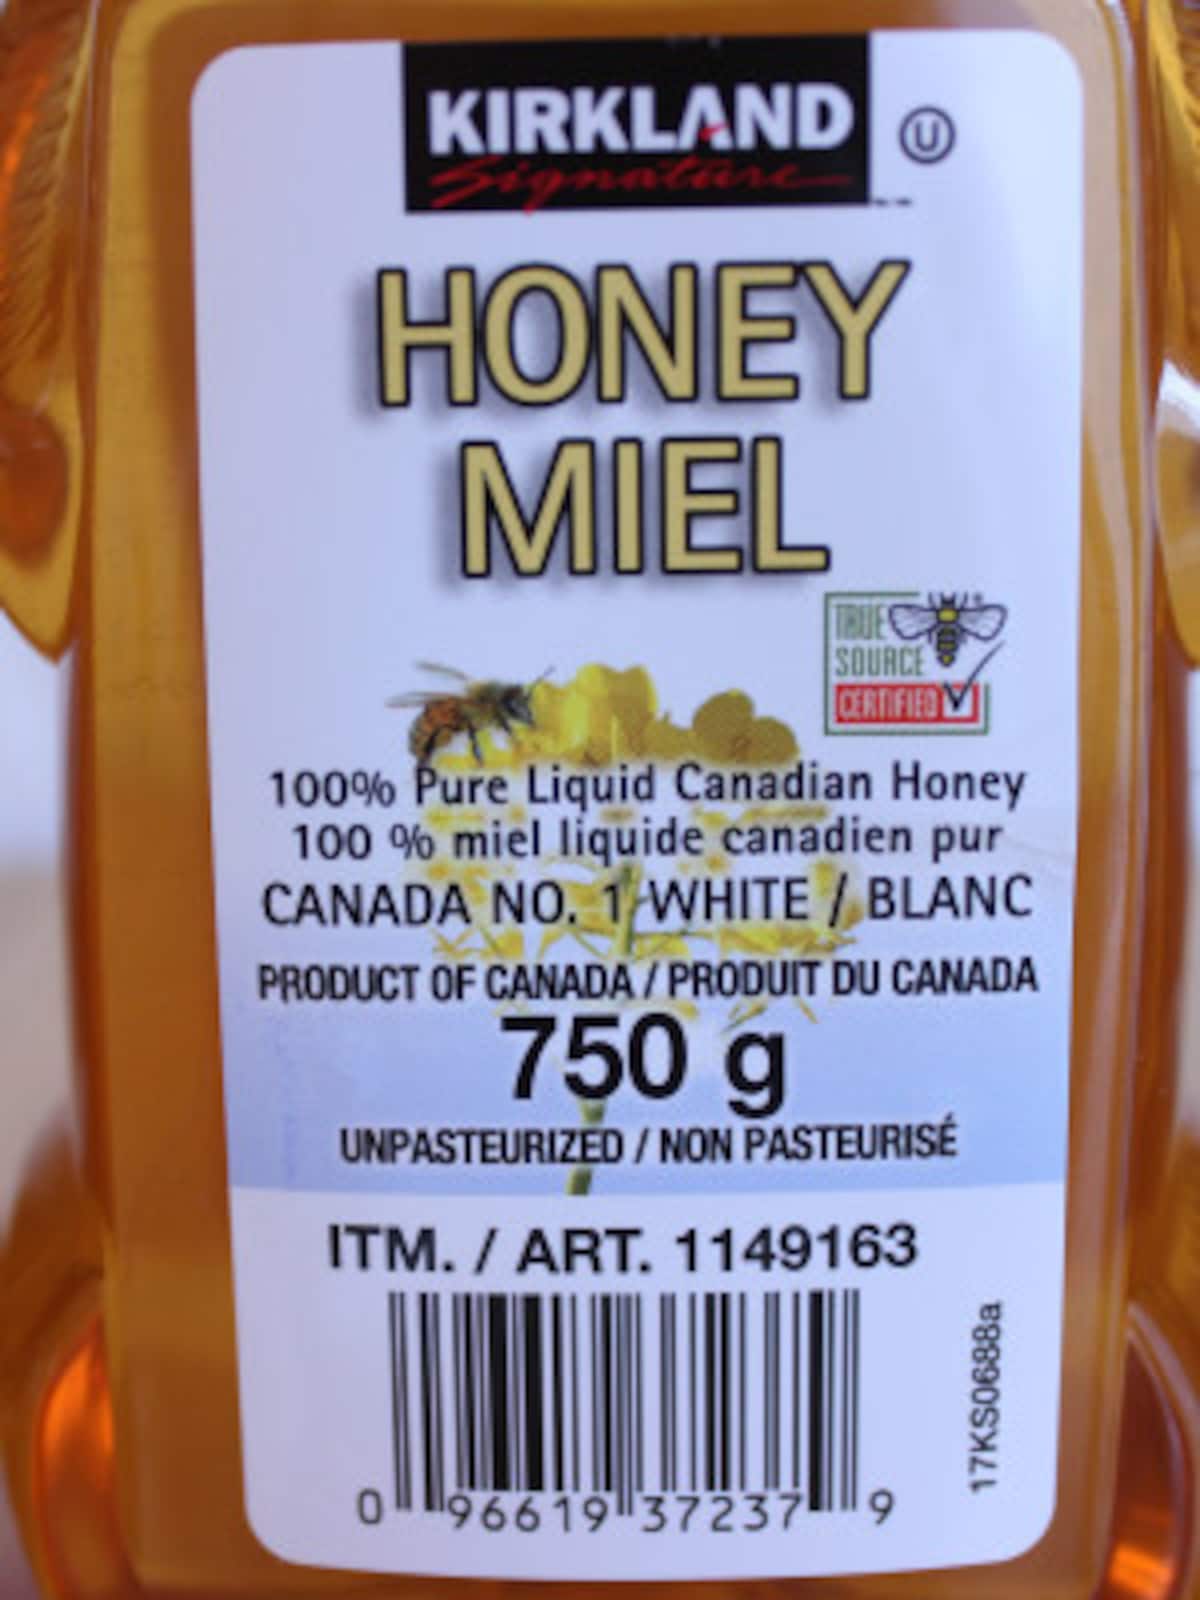 KIRKLAND
Signature™
Ⓤ
HONEY
MIEL
TRUE
SOURCE
CERTIFIED
100% Pure Liquid Canadian Honey
100 % miel liquide canadien pur
CANADA NO. 1 WHITE / BLANC
PRODUCT OF CANADA / PRODUIT DU CANADA
750 g
UNPASTEURIZED / NON PASTEURISÉ
ITM. / ART. 1149163
0 96619 37237 9
17KS0688a